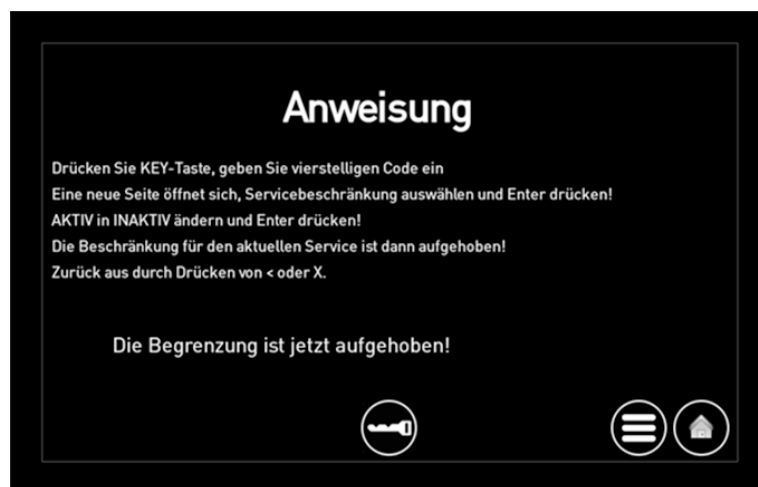 Anweisung
Drücken Sie KEY-Taste, geben Sie vierstelligen Code ein
Eine neue Seite öffnet sich, Servicebeschränkung auswählen und Enter drücken!
AKTIV in INAKTIV ändern und Enter drücken!
Die Beschränkung für den aktuellen Service ist dann aufgehoben!
Zurück aus durch Drücken von < oder X.
Die Begrenzung ist jetzt aufgehoben!